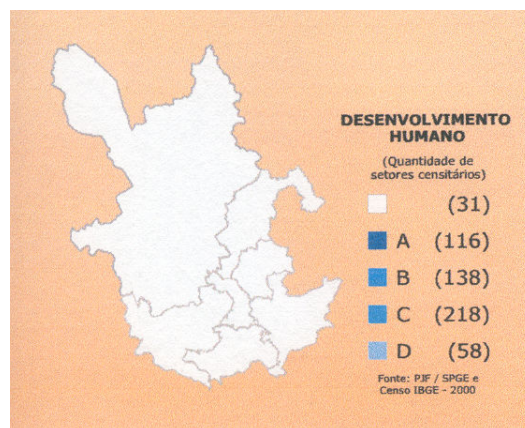 DESENVOLVIMENTO
HUMANO
(Quantidade de
setores censitários)
(31)
A (116)
B (138)
C (218)
D (58)
Fonte: PJF / SPGE e
Censo IBGE - 2000